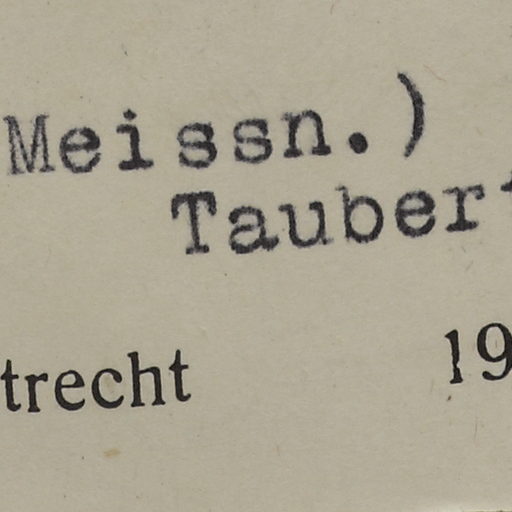 Meissn.)
Taubert
trecht 19